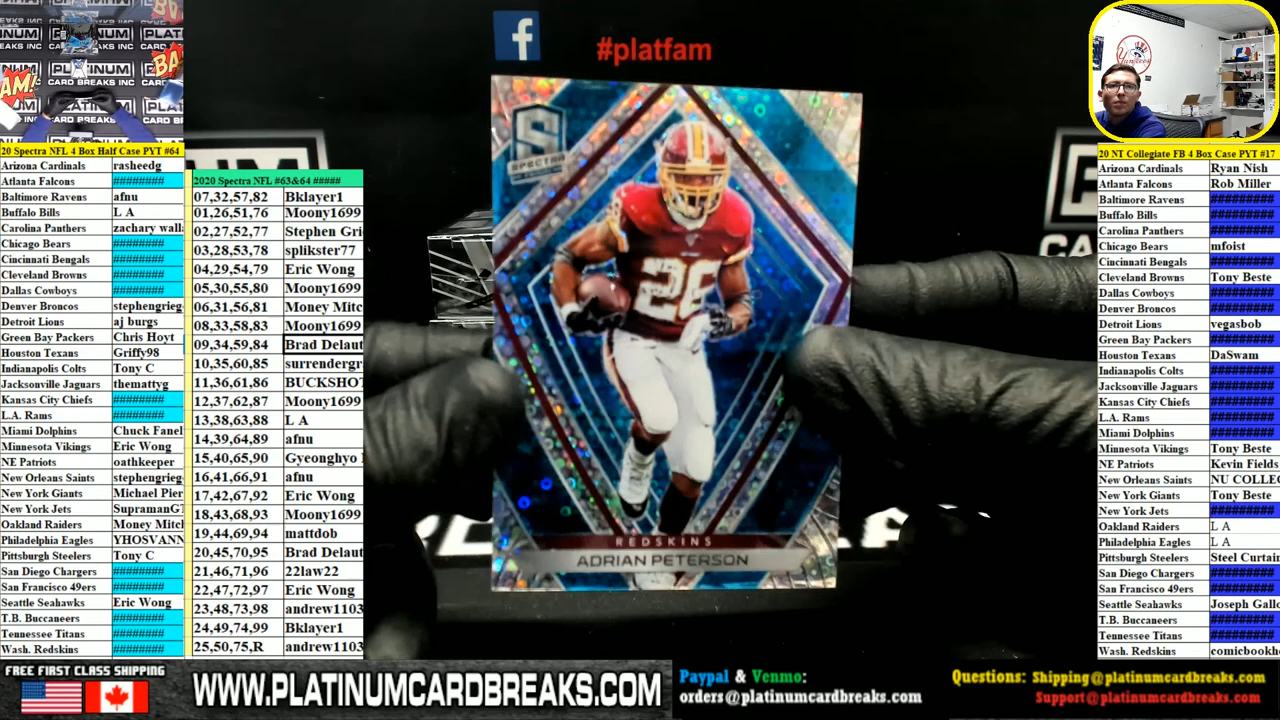 PLATINUM
CARD BREAKS INC
BAM!
#platfam
Yankees
20 Spectra NFL 4 Box Half Case PYT #64
Arizona Cardinals rasheedg
Atlanta Falcons ########
Baltimore Ravens afnu
Buffalo Bills L A
Carolina Panthers zachary wall
Chicago Bears ########
Cincinnati Bengals ########
Cleveland Browns ########
Dallas Cowboys ########
Denver Broncos stephengrieg
Detroit Lions aj burgs
Green Bay Packers Chris Hoyt
Houston Texans Griffy98
Indianapolis Colts Tony C
Jacksonville Jaguars themattyg
Kansas City Chiefs ########
L.A. Rams ########
Miami Dolphins Chuck Fanel
Minnesota Vikings Eric Wong
NE Patriots oathkeeper
New Orleans Saints stephengrieg
New York Giants Michael Pier
New York Jets SupramanGT
Oakland Raiders Money Mitch
Philadelphia Eagles YHOSVANN
Pittsburgh Steelers Tony C
San Diego Chargers ########
San Francisco 49ers ########
Seattle Seahawks Eric Wong
T.B. Buccaneers ########
Tennessee Titans ########
Wash. Redskins ########
2020 Spectra NFL #63&64 #####
07,32,57,82 Bklayer1
01,26,51,76 Moony1699
02,27,52,77 Stephen Gri
03,28,53,78 splikster77
04,29,54,79 Eric Wong
05,30,55,80 Moony1699
06,31,56,81 Money Mitc
08,33,58,83 Moony1699
09,34,59,84 Brad Delaut
10,35,60,85 surrendergr
11,36,61,86 BUCKSHOT
12,37,62,87 Moony1699
13,38,63,88 L A
14,39,64,89 afnu
15,40,65,90 Gyeonghyo
16,41,66,91 afnu
17,42,67,92 Eric Wong
18,43,68,93 Moony1699
19,44,69,94 mattdob
20,45,70,95 Brad Delaut
21,46,71,96 22law22
22,47,72,97 Eric Wong
23,48,73,98 andrew1103
24,49,74,99 Bklayer1
25,50,75,R andrew1103
SPECTRA
26
REDSKINS
ADRIAN PETERSON
20 NT Collegiate FB 4 Box Case PYT #17
Arizona Cardinals Ryan Nish
Atlanta Falcons Rob Miller
Baltimore Ravens #########
Buffalo Bills #########
Carolina Panthers #########
Chicago Bears mfoist
Cincinnati Bengals #########
Cleveland Browns Tony Beste
Dallas Cowboys #########
Denver Broncos #########
Detroit Lions vegasbob
Green Bay Packers #########
Houston Texans DaSwam
Indianapolis Colts #########
Jacksonville Jaguars #########
Kansas City Chiefs #########
L.A. Rams #########
Miami Dolphins #########
Minnesota Vikings Tony Beste
NE Patriots Kevin Fields
New Orleans Saints NU COLLEC
New York Giants Tony Beste
New York Jets #########
Oakland Raiders L A
Philadelphia Eagles L A
Pittsburgh Steelers Steel Curtain
San Diego Chargers #########
San Francisco 49ers #########
Seattle Seahawks Joseph Gallo
T.B. Buccaneers #########
Tennessee Titans #########
Wash. Redskins comicbookh
FREE FIRST CLASS SHIPPING
WWW.PLATINUMCARDBREAKS.COM
Paypal & Venmo:
orders@platinumcardbreaks.com
Questions: Shipping@platinumcardbreaks.com
Support@platinumcardbreaks.com